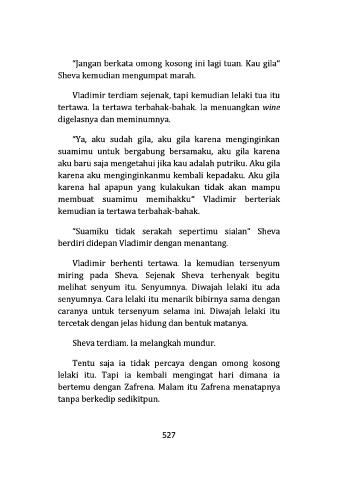 "Jangan berkata omong kosong ini lagi tuan. Kau gila"
Sheva kemudian mengumpat marah.
Vladimir terdiam sejenak, tapi kemudian lelaki tua itu
tertawa. Ia tertawa terbahak-bahak. Ia menuangkan wine
digelasnya dan meminumnya.
"Ya, aku sudah gila, aku gila karena menginginkan
suamimu untuk bergabung bersamaku, aku gila karena
aku baru saja mengetahui jika kau adalah putriku. Aku gila
karena aku menginginkanmu kembali kepadaku. Aku gila
karena hal apapun yang kulakukan tidak akan mampu
membuat suamimu memihakku" Vladimir berteriak
kemudian ia tertawa terbahak-bahak.
"Suamiku tidak serakah sepertimu sialan" Sheva
berdiri didepan Vladimir dengan menantang.
Vladimir berhenti tertawa. Ia kemudian tersenyum
miring pada Sheva. Sejenak Sheva terhenyak begitu
melihat senyum itu. Senyumnya. Diwajah lelaki itu ada
senyumnya. Cara lelaki itu menarik bibirnya sama dengan
caranya untuk tersenyum selama ini. Diwajah lelaki itu
tercetak dengan jelas hidung dan bentuk matanya.
Sheva terdiam. Ia melangkah mundur.
Tentu saja ia tidak percaya dengan omong kosong
lelaki itu. Tapi ia kembali mengingat hari dimana ia
bertemu dengan Zafrena. Malam itu Zafrena menatapnya
tanpa berkedip sedikitpun.
527